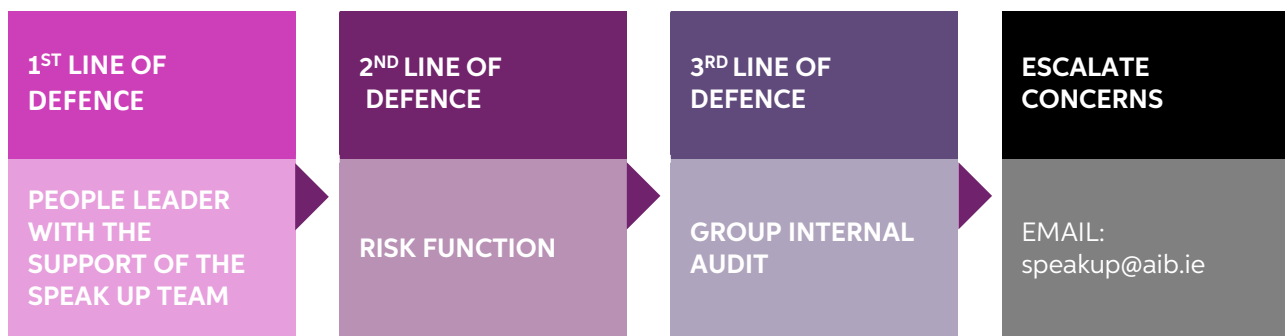 1ST LINE OF
DEFENCE
PEOPLE LEADER
WITH THE
SUPPORT OF THE
SPEAK UP TEAM
2ND LINE OF
DEFENCE
RISK FUNCTION
3RD LINE OF
DEFENCE
GROUP INTERNAL
AUDIT
ESCALATE
CONCERNS
EMAIL:
speakup@aib.ie